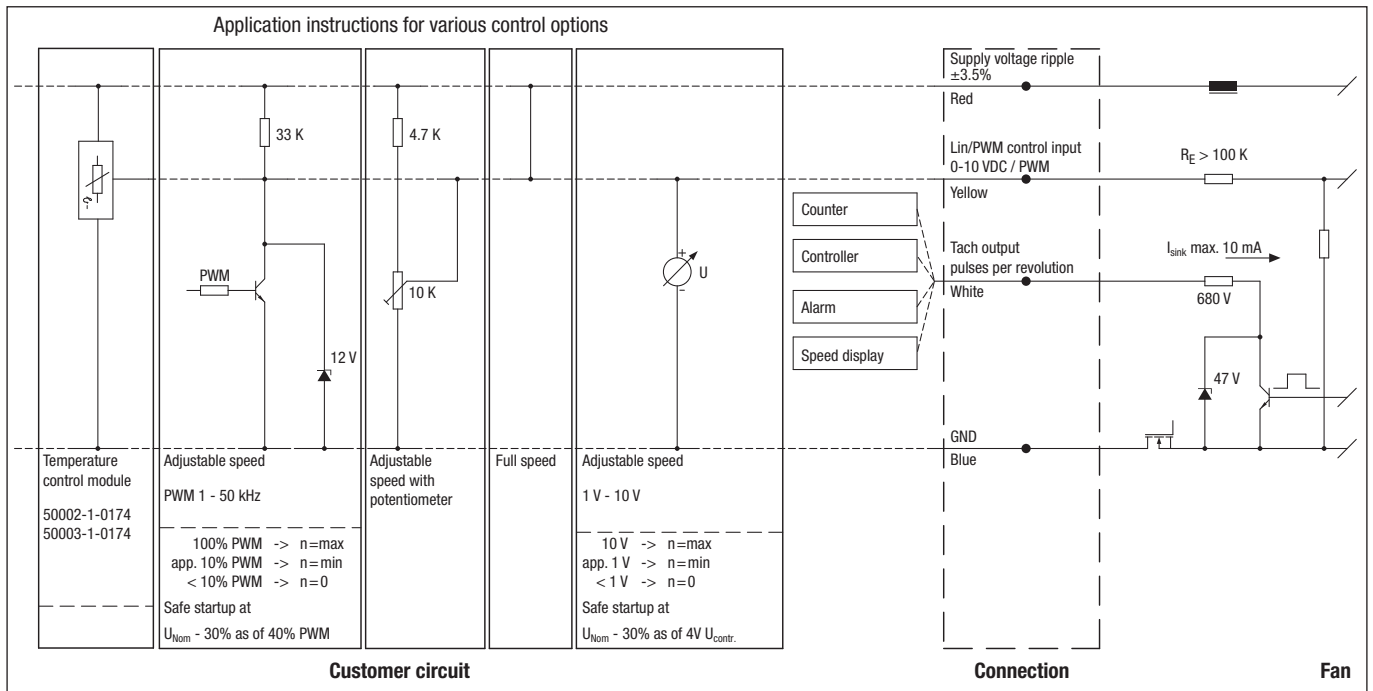 Application instructions for various control options
33 K
4.7 K
PWM
12 V
10 K
U
+
–
Temperature
control module
50002-1-0174
50003-1-0174
Adjustable speed
PWM 1 - 50 kHz
100% PWM -> n=max
app. 10% PWM -> n=min
< 10% PWM -> n=0
Safe startup at
UNom - 30% as of 40% PWM
Adjustable
speed with
potentiometer
Full speed
Adjustable speed
1 V - 10 V
10 V -> n=max
app. 1 V -> n=min
< 1 V -> n=0
Safe startup at
UNom - 30% as of 4V Ucontr.
Counter
Controller
Alarm
Speed display
Supply voltage ripple
±3.5%
Red
Lin/PWM control input
0-10 VDC / PWM
Yellow
Tach output
pulses per revolution
White
GND
Blue
RE > 100 K
Isink max. 10 mA
680 V
47 V
Customer circuit
Connection
Fan